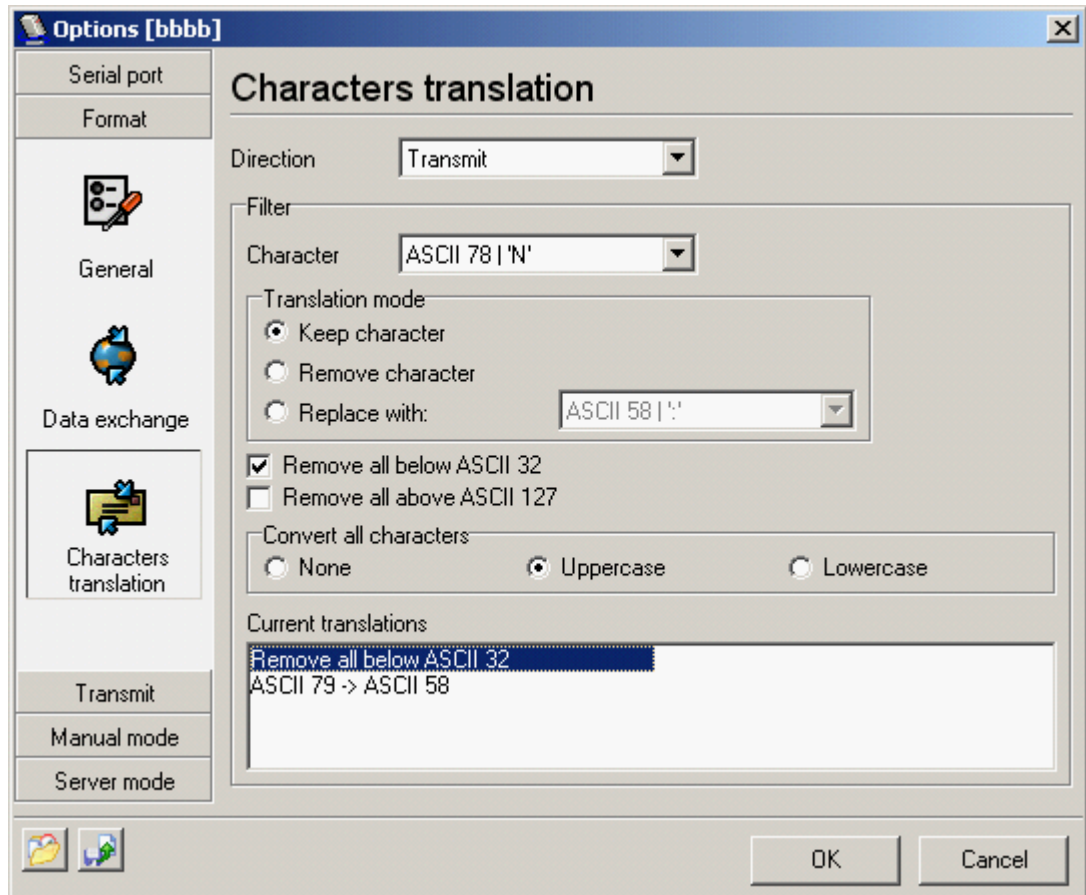 Options [bbbb]
Serial port
Format
General
Data exchange
Characters
translation
Transmit
Manual mode
Server mode
Characters translation
Direction Transmit
Filter
Character ASCII 78 | 'N'
Translation mode
Keep character
Remove character
Replace with: ASCII 58 | ':'
Remove all below ASCII 32
Remove all above ASCII 127
Convert all characters
None Uppercase Lowercase
Current translations
Remove all below ASCII 32
ASCII 79 -> ASCII 58
OK Cancel